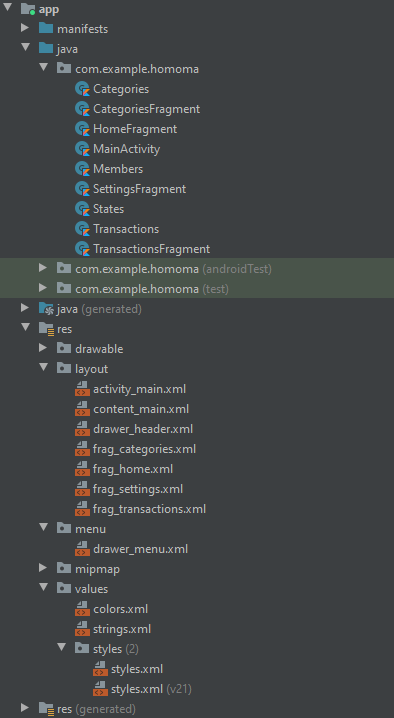 app
manifests
java
com.example.homoma
Categories
CategoriesFragment
HomeFragment
MainActivity
Members
SettingsFragment
States
Transactions
TransactionsFragment
com.example.homoma (androidTest)
com.example.homoma (test)
java (generated)
res
drawable
layout
activity_main.xml
content_main.xml
drawer_header.xml
frag_categories.xml
frag_home.xml
frag_settings.xml
frag_transactions.xml
menu
drawer_menu.xml
mipmap
values
colors.xml
strings.xml
styles (2)
styles.xml
styles.xml (v21)
res (generated)